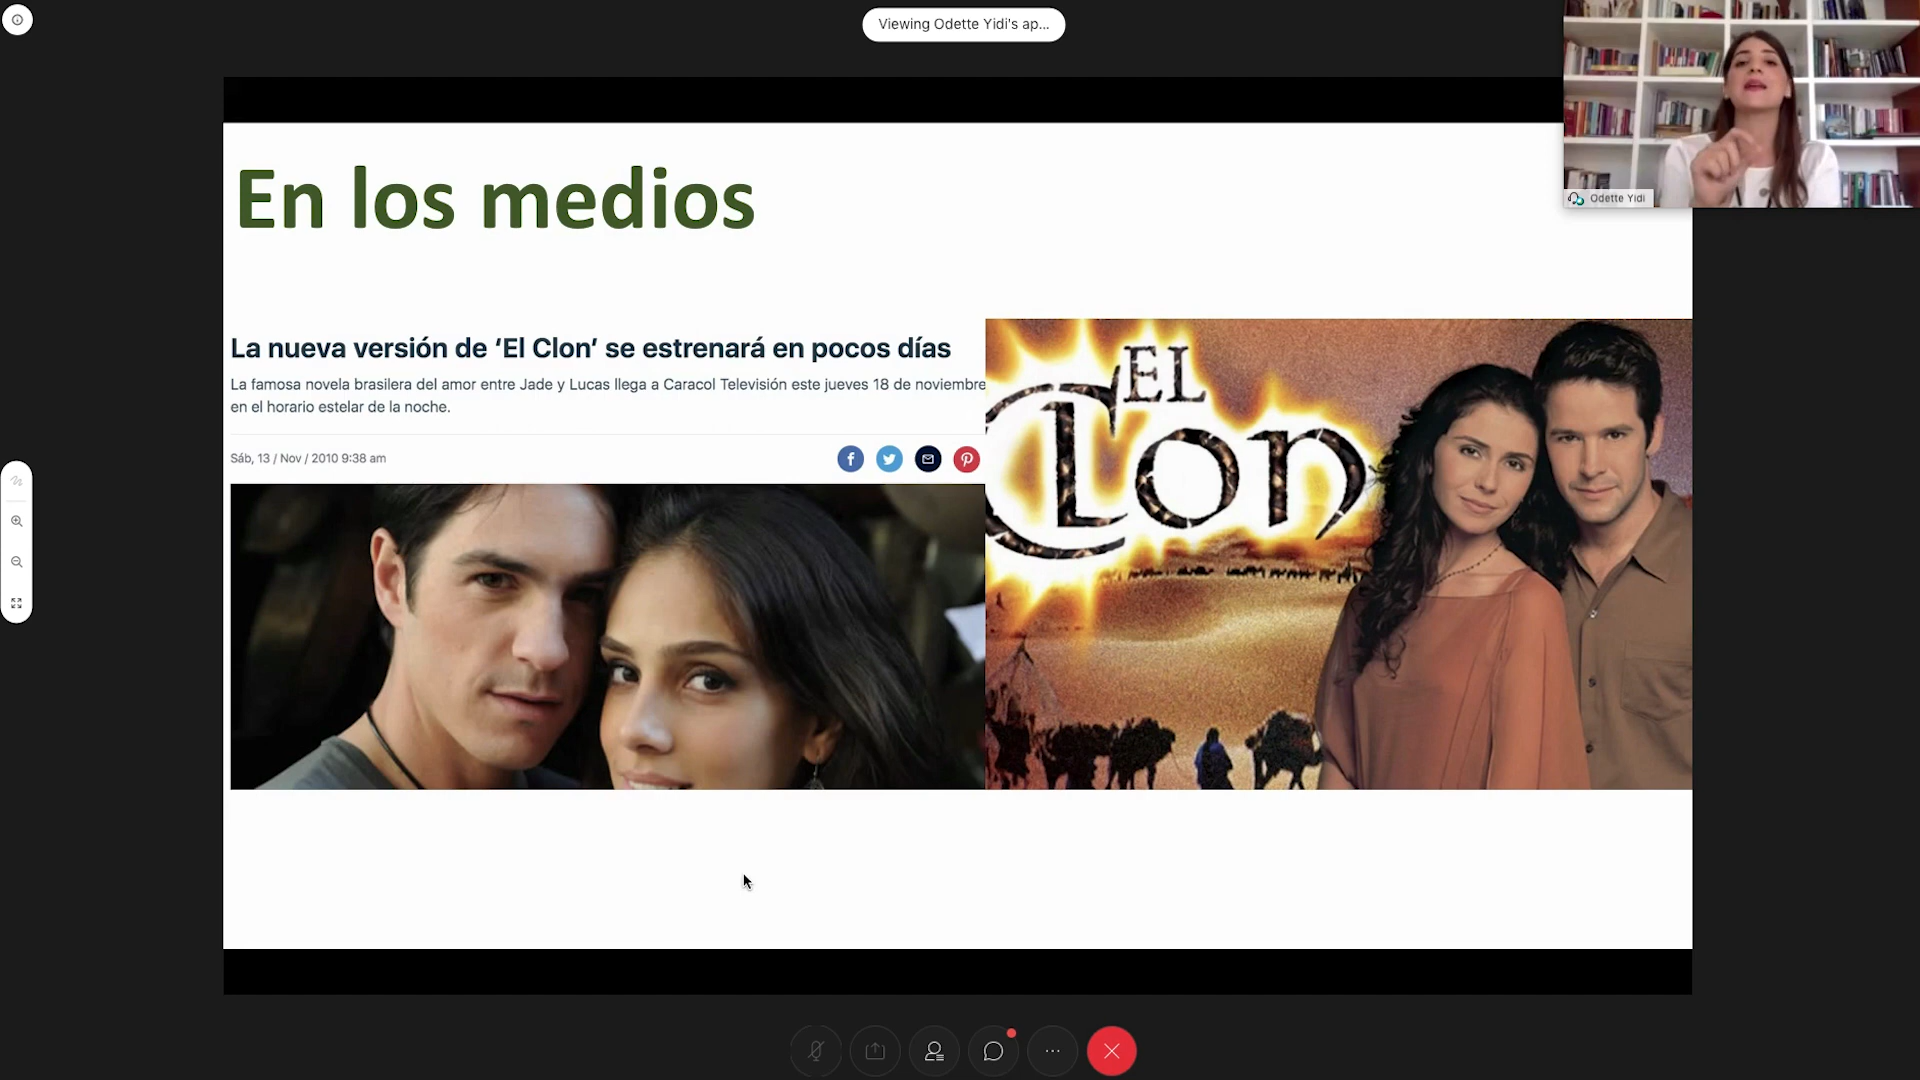 Viewing Odette Yidi's ap...
Odette Yidi
En los medios
La nueva versión de ‘El Clon’ se estrenará en pocos días
La famosa novela brasilera del amor entre Jade y Lucas llega a Caracol Televisión este jueves 18 de noviembre
en el horario estelar de la noche.
Sáb, 13 / Nov / 2010 9:38 am
EL
CLON